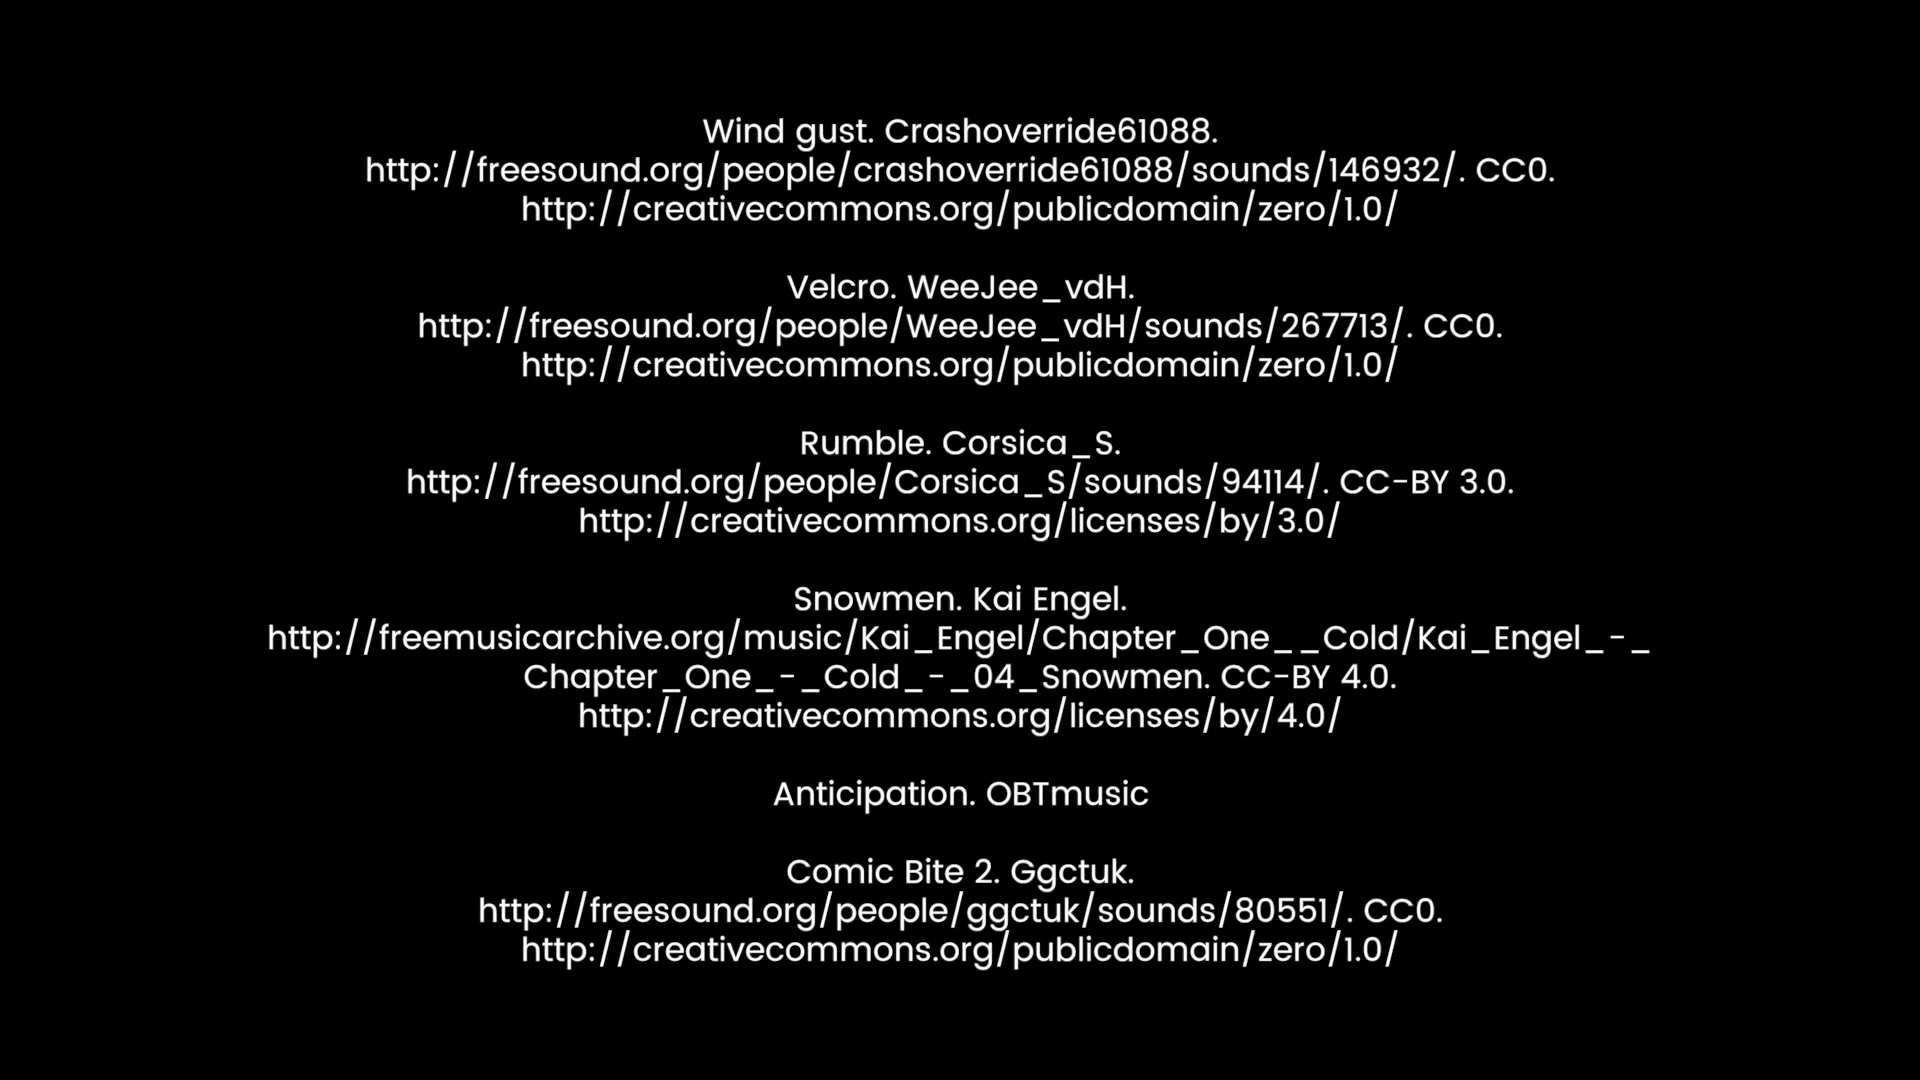 Wind gust. Crashoverride61088.
http://freesound.org/people/crashoverride61088/sounds/146932/. CC0.
http://creativecommons.org/publicdomain/zero/1.0/
Velcro. WeeJee_vdH.
http://freesound.org/people/WeeJee_vdH/sounds/267713/. CC0.
http://creativecommons.org/publicdomain/zero/1.0/
Rumble. Corsica_S.
http://freesound.org/people/Corsica_S/sounds/94114/. CC-BY 3.0.
http://creativecommons.org/licenses/by/3.0/
Snowmen. Kai Engel.
http://freemusicarchive.org/music/Kai_Engel/Chapter_One__Cold/Kai_Engel_-_
Chapter_One_-_Cold_-_04_Snowmen. CC-BY 4.0.
http://creativecommons.org/licenses/by/4.0/
Anticipation. OBTmusic
Comic Bite 2. Ggctuk.
http://freesound.org/people/ggctuk/sounds/80551/. CC0.
http://creativecommons.org/publicdomain/zero/1.0/